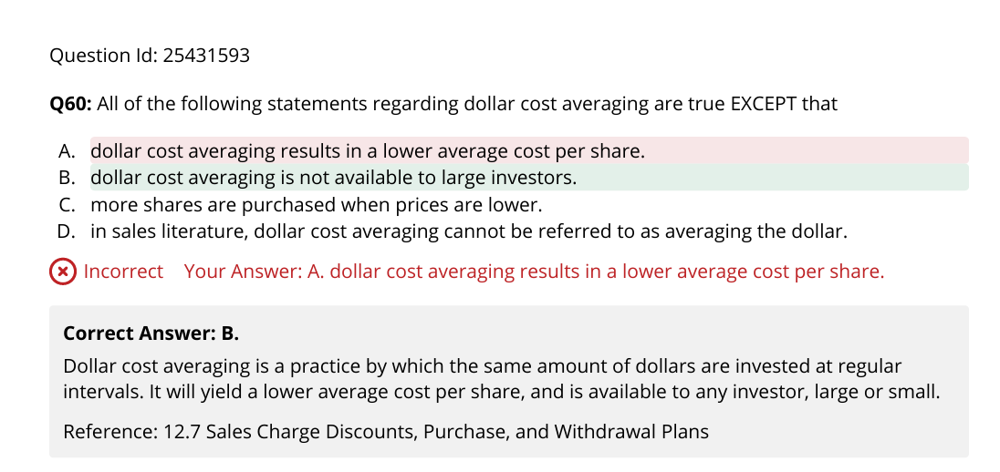 Question Id: 25431593
Q60: All of the following statements regarding dollar cost averaging are true EXCEPT that
A. dollar cost averaging results in a lower average cost per share.
B. dollar cost averaging is not available to large investors.
C. more shares are purchased when prices are lower.
D. in sales literature, dollar cost averaging cannot be referred to as averaging the dollar.
Incorrect Your Answer: A. dollar cost averaging results in a lower average cost per share.
Correct Answer: B.
Dollar cost averaging is a practice by which the same amount of dollars are invested at regular
intervals. It will yield a lower average cost per share, and is available to any investor, large or small.
Reference: 12.7 Sales Charge Discounts, Purchase, and Withdrawal Plans